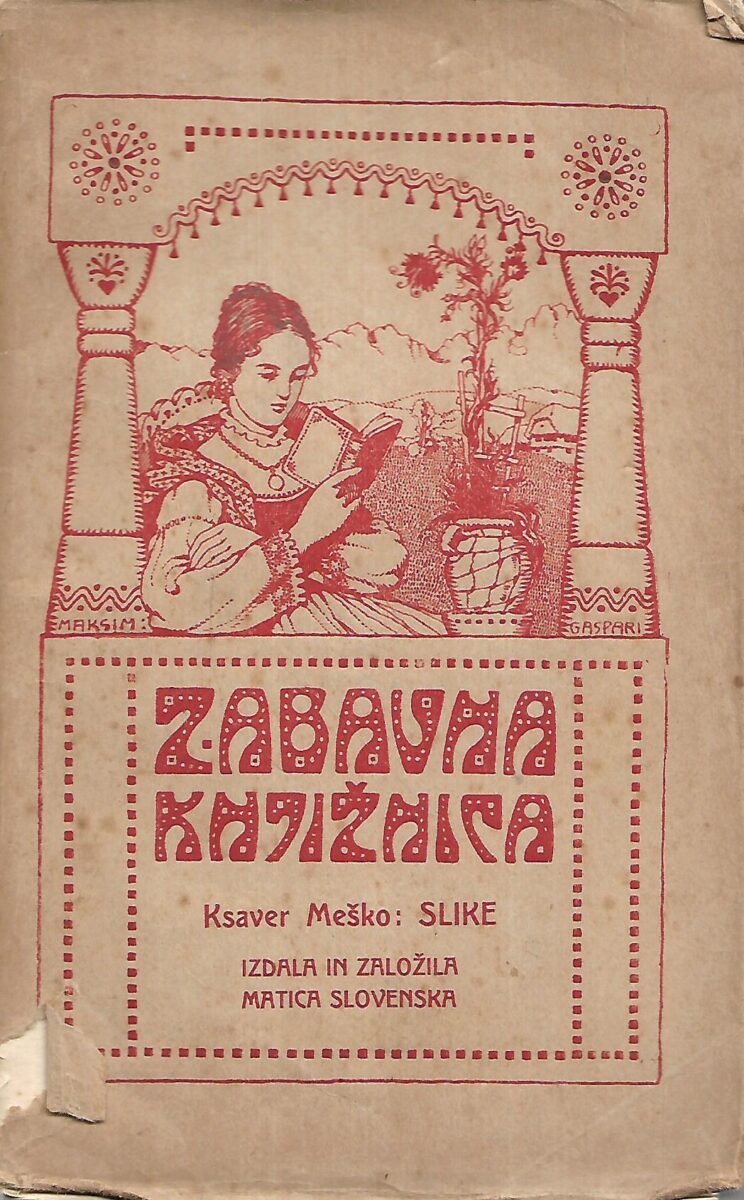 MAKSIM:
GASPARI
ZABAVNA
KNJIŽNICA
Ksaver Meško: SLIKE
IZDALA IN ZALOŽILA
MATICA SLOVENSKA